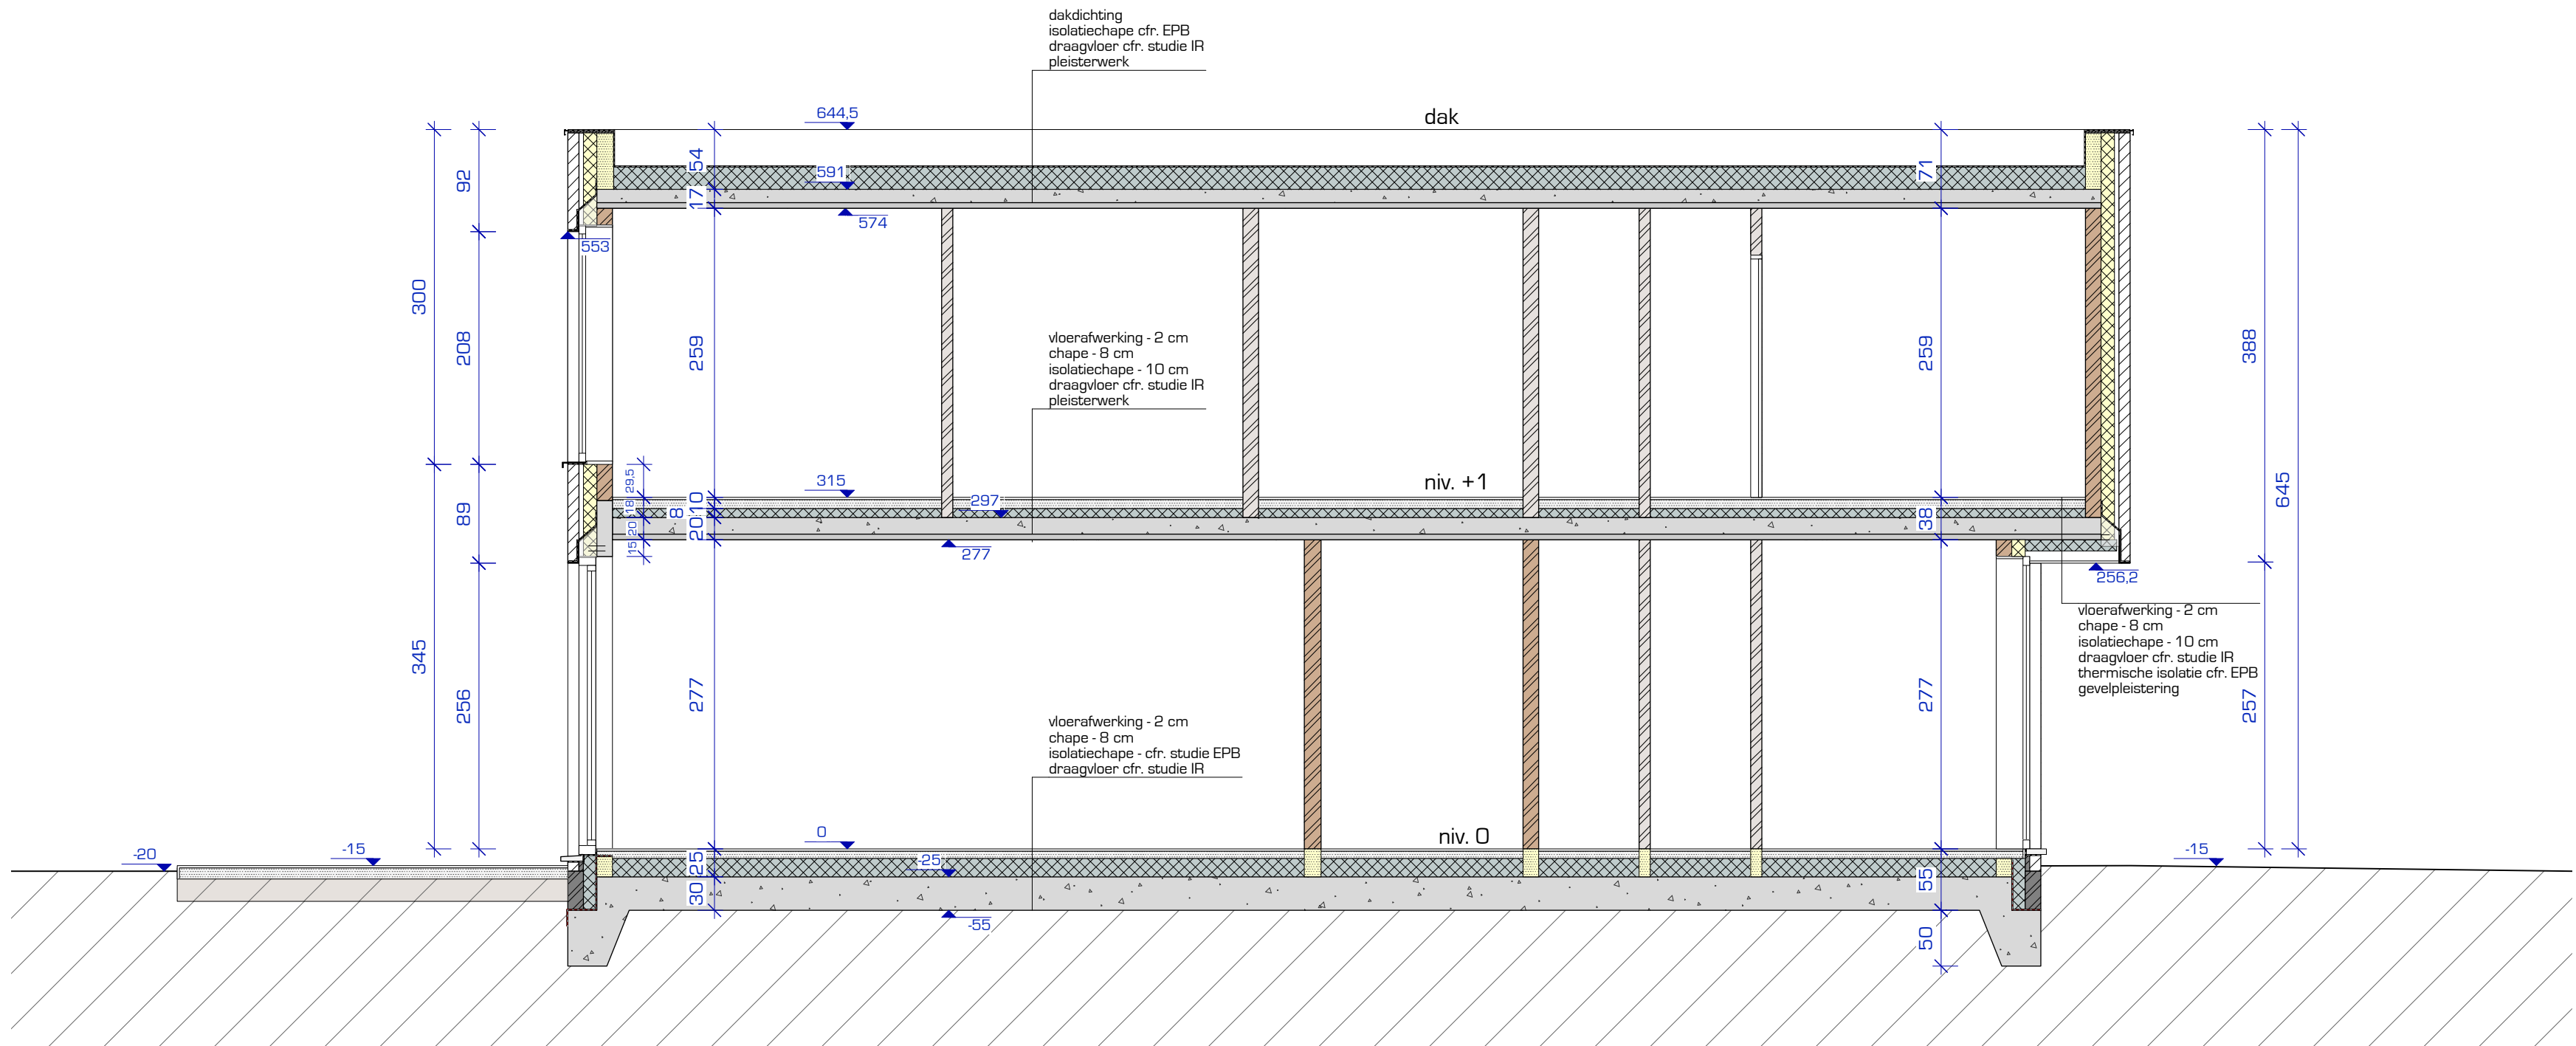 dakdichting
isolatiechape cfr. EPB
draagvloer cfr. studie IR
pleisterwerk
dak
644,5
54
591
17
574
71
92
553
300
208
259
259
388
645
vloerafwerking - 2 cm
chape - 8 cm
isolatiechape - 10 cm
draagvloer cfr. studie IR
pleisterwerk
niv. +1
315
297
29,5
18
20
15
8
10
20
38
277
89
256,2
vloerafwerking - 2 cm
chape - 8 cm
isolatiechape - 10 cm
draagvloer cfr. studie IR
thermische isolatie cfr. EPB
gevelpleistering
345
256
277
277
257
vloerafwerking - 2 cm
chape - 8 cm
isolatiechape - cfr. studie EPB
draagvloer cfr. studie IR
niv. 0
0
-20
-15
-15
25
-25
30
55
-55
50